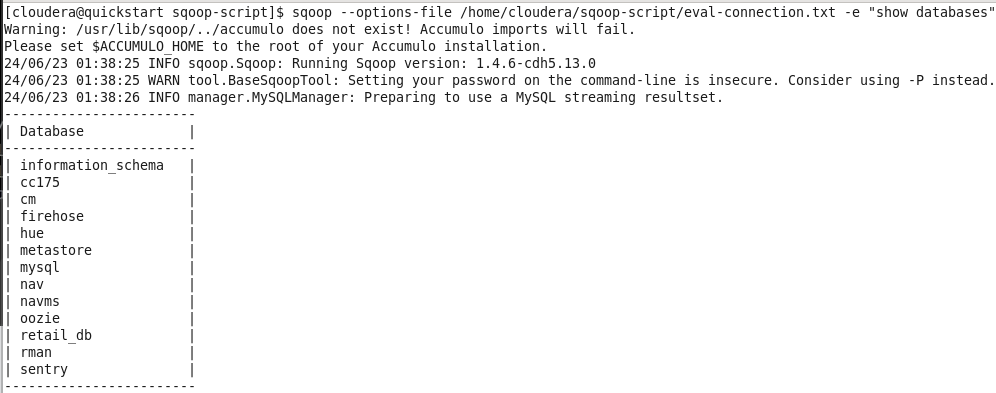 [cloudera@quickstart sqoop-script]$ sqoop --options-file /home/cloudera/sqoop-script/eval-connection.txt -e "show databases"
Warning: /usr/lib/sqoop/../accumulo does not exist! Accumulo imports will fail.
Please set $ACCUMULO_HOME to the root of your Accumulo installation.
24/06/23 01:38:25 INFO sqoop.Sqoop: Running Sqoop version: 1.4.6-cdh5.13.0
24/06/23 01:38:25 WARN tool.BaseSqoopTool: Setting your password on the command-line is insecure. Consider using -P instead.
24/06/23 01:38:26 INFO manager.MySQLManager: Preparing to use a MySQL streaming resultset.
------------------------
| Database             |
------------------------
| information_schema   |
| cc175                |
| cm                   |
| firehose             |
| hue                  |
| metastore            |
| mysql                |
| nav                  |
| navms                |
| oozie                |
| retail_db            |
| rman                 |
| sentry               |
------------------------